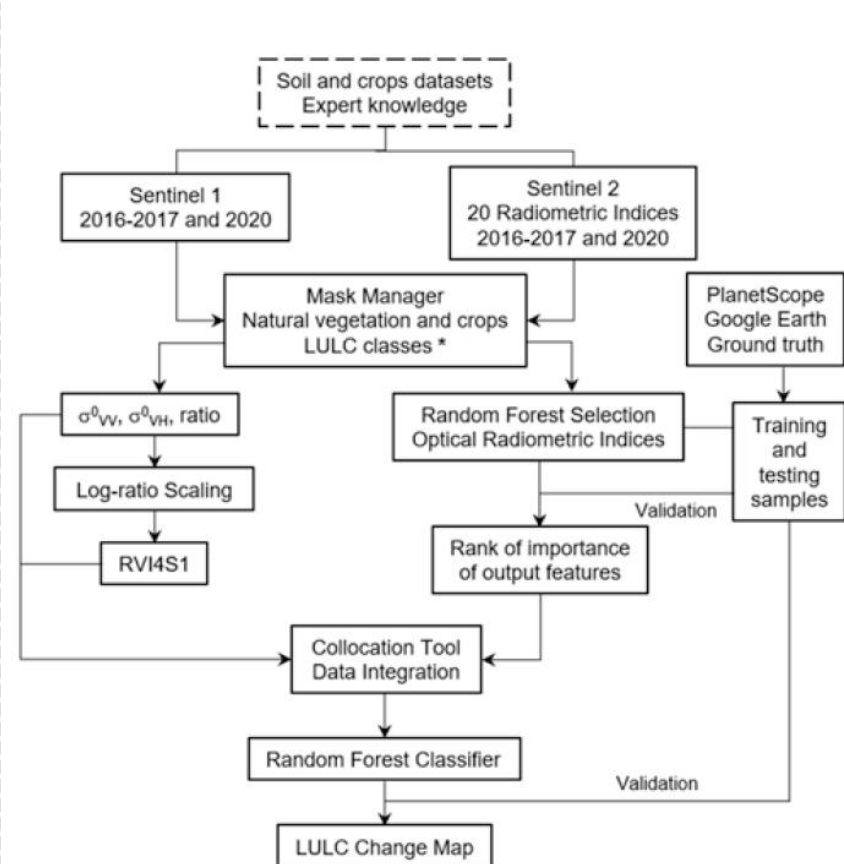 Soil and crops datasets
Expert knowledge
Sentinel 1
2016-2017 and 2020
Sentinel 2
20 Radiometric Indices
2016-2017 and 2020
Mask Manager
Natural vegetation and crops
LULC classes *
PlanetScope
Google Earth
Ground truth
σ⁰VV, σ⁰VH, ratio
Random Forest Selection
Optical Radiometric Indices
Training
and
testing
samples
Log-ratio Scaling
Validation
RVI4S1
Rank of importance
of output features
Collocation Tool
Data Integration
Random Forest Classifier
Validation
LULC Change Map